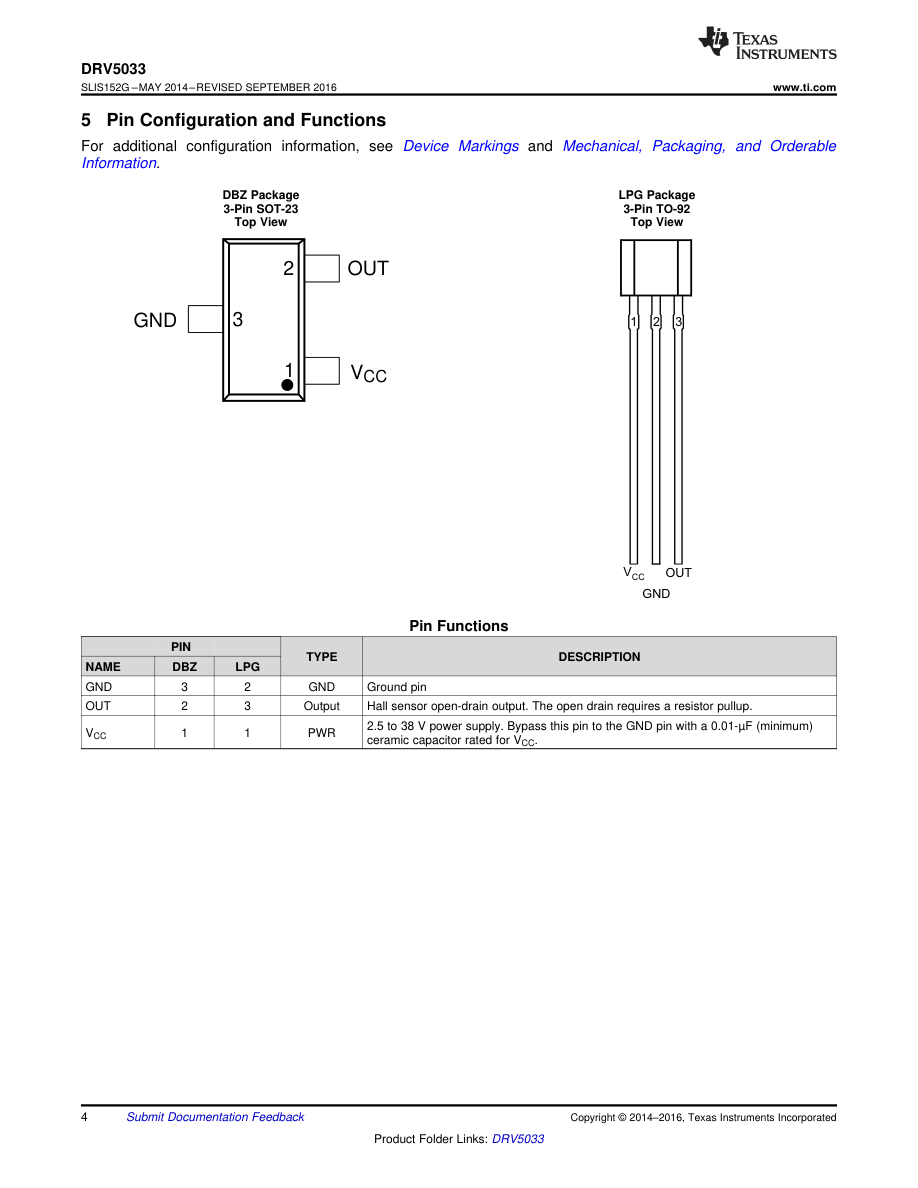 TEXAS
INSTRUMENTS
DRV5033
SLIS152G –MAY 2014–REVISED SEPTEMBER 2016
www.ti.com
5 Pin Configuration and Functions
For additional configuration information, see Device Markings and Mechanical, Packaging, and Orderable
Information.
DBZ Package
3-Pin SOT-23
Top View
2 OUT
GND 3
1 VCC
LPG Package
3-Pin TO-92
Top View
1 2 3
VCC OUT
GND
Pin Functions
PIN TYPE DESCRIPTION
NAME DBZ LPG
GND 3 2 GND Ground pin
OUT 2 3 Output Hall sensor open-drain output. The open drain requires a resistor pullup.
VCC 1 1 PWR 2.5 to 38 V power supply. Bypass this pin to the GND pin with a 0.01-µF (minimum)
ceramic capacitor rated for VCC.
4 Submit Documentation Feedback Copyright © 2014–2016, Texas Instruments Incorporated
Product Folder Links: DRV5033